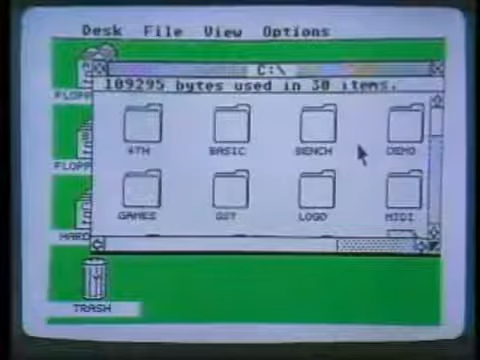 Desk File View Options
C:\
109295 bytes used in 30 items.
FLOPP
4TH BASIC BENCH DEMO
FLOPP
GAMES GST LOGO MIDI
HARD
TRASH